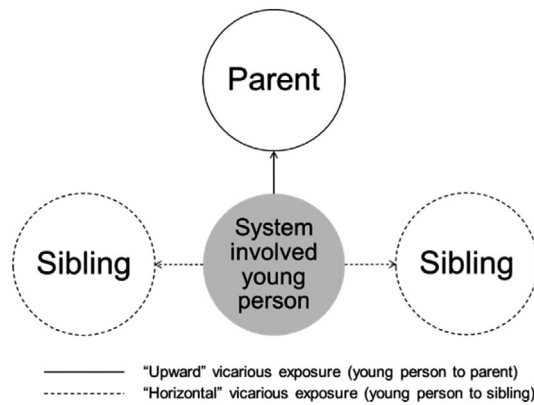 Parent
Sibling
System
involved
young
person
Sibling
“Upward” vicarious exposure (young person to parent)
“Horizontal” vicarious exposure (young person to sibling)